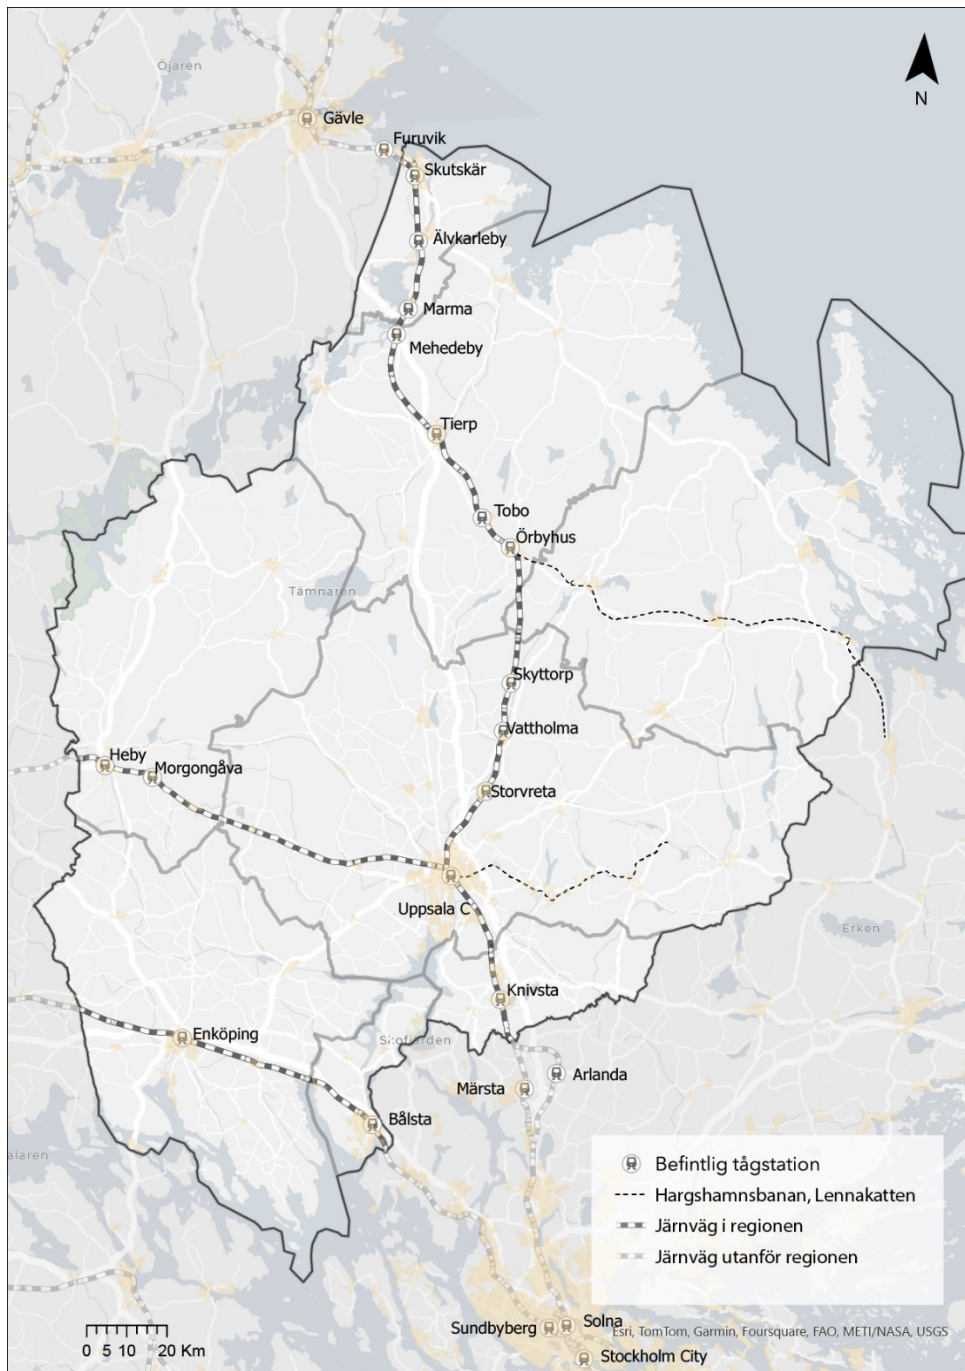 Öjaren
N
Gävle
Furuvik
Skutskär
Älvkarleby
Marma
Mehedeby
Tierp
Tobo
Örbyhus
Tämnaren
Skyttorp
Vattholma
Heby
Morgongåva
Storvreta
Uppsala C
Erken
Knivsta
Enköping
Märsta
Arlanda
Bålsta
alaren
Befintlig tågstation
Hargshamnsbanan, Lennakatten
Järnväg i regionen
Järnväg utanför regionen
Sundbyberg
Solna
Esri, TomTom, Garmin, Foursquare, FAO, METI/NASA, USGS
0 5 10 20 Km
Stockholm City